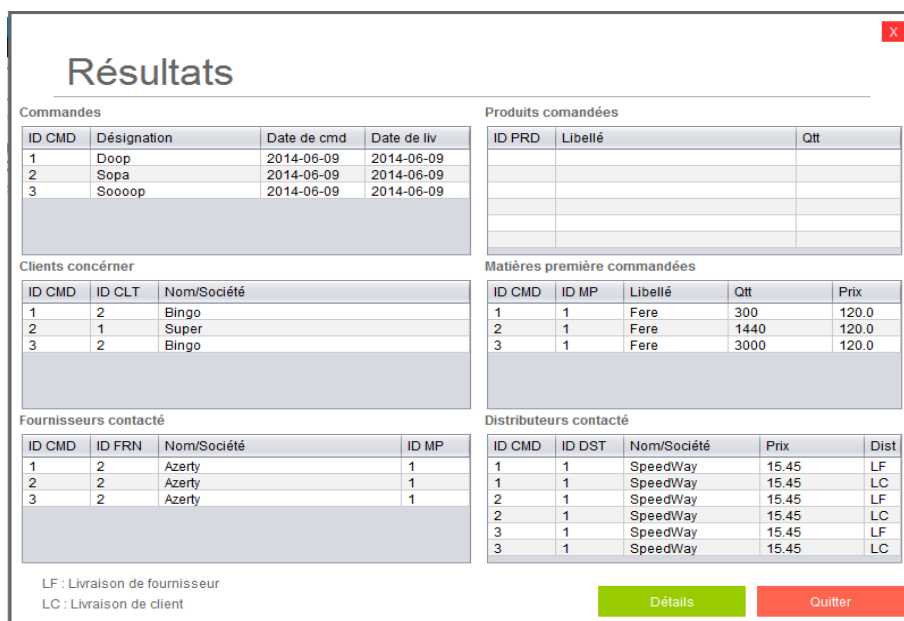 X
Résultats
Commandes
ID CMD Désignation Date de cmd Date de liv
1 Doop 2014-06-09 2014-06-09
2 Sopa 2014-06-09 2014-06-09
3 Soooop 2014-06-09 2014-06-09
Produits comandées
ID PRD Libellé Qtt
Clients concérner
ID CMD ID CLT Nom/Société
1 2 Bingo
2 1 Super
3 2 Bingo
Matières première commandées
ID CMD ID MP Libellé Qtt Prix
1 1 Fere 300 120.0
2 1 Fere 1440 120.0
3 1 Fere 3000 120.0
Fournisseurs contacté
ID CMD ID FRN Nom/Société ID MP
1 2 Azerty 1
2 2 Azerty 1
3 2 Azerty 1
Distributeurs contacté
ID CMD ID DST Nom/Société Prix Dist
1 1 SpeedWay 15.45 LF
1 1 SpeedWay 15.45 LC
2 1 SpeedWay 15.45 LF
2 1 SpeedWay 15.45 LC
3 1 SpeedWay 15.45 LF
3 1 SpeedWay 15.45 LC
LF : Livraison de fournisseur
LC : Livraison de client
Détails
Quitter